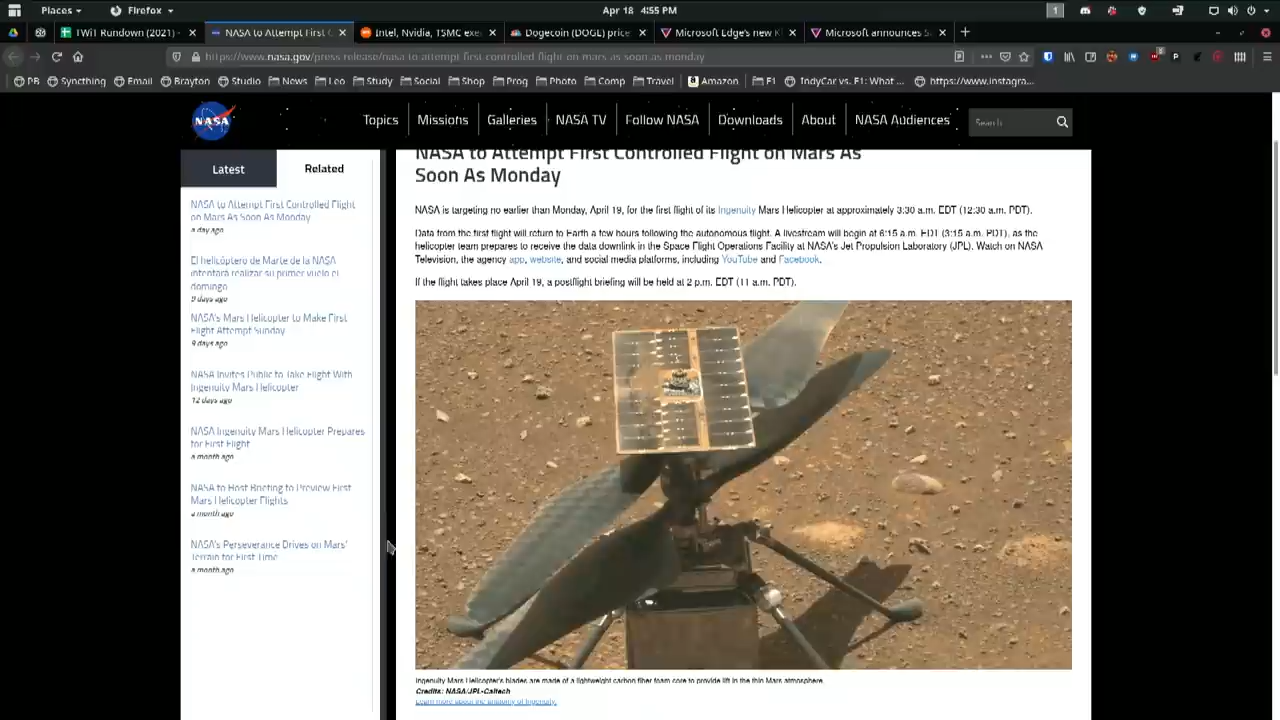 Places Firefox Apr 18 4:55 PM 1
TWiT Rundown (2021) - NASA to Attempt First C Intel, Nvidia, TSMC exe Dogecoin (DOGE) price Microsoft Edge's new Ki Microsoft announces S
https://www.nasa.gov/press-release/nasa-to-attempt-first-controlled-flight-on-mars-as-soon-as-monday
PB Syncthing Email Brayton Studio News Leo Study Social Shop Prog Photo Comp Travel Amazon F1 IndyCar vs. F1: What ... https://www.instagra...
NASA Topics Missions Galleries NASA TV Follow NASA Downloads About NASA Audiences Search
Latest Related
NASA to Attempt First Controlled Flight
on Mars As Soon As Monday
a day ago
El helicóptero de Marte de la NASA
intentará realizar su primer vuelo el
domingo
9 days ago
NASA's Mars Helicopter to Make First
Flight Attempt Sunday
9 days ago
NASA Invites Public to Take Flight With
Ingenuity Mars Helicopter
12 days ago
NASA Ingenuity Mars Helicopter Prepares
for First Flight
a month ago
NASA to Host Briefing to Preview First
Mars Helicopter Flights
a month ago
NASA's Perseverance Drives on Mars'
Terrain for First Time
a month ago
NASA to Attempt First Controlled Flight on Mars As
Soon As Monday
NASA is targeting no earlier than Monday, April 19, for the first flight of its Ingenuity Mars Helicopter at approximately 3:30 a.m. EDT (12:30 a.m. PDT).
Data from the first flight will return to Earth a few hours following the autonomous flight. A livestream will begin at 6:15 a.m. EDT (3:15 a.m. PDT), as the
helicopter team prepares to receive the data downlink in the Space Flight Operations Facility at NASA's Jet Propulsion Laboratory (JPL). Watch on NASA
Television, the agency app, website, and social media platforms, including YouTube and Facebook.
If the flight takes place April 19, a postflight briefing will be held at 2 p.m. EDT (11 a.m. PDT).
Ingenuity Mars Helicopter's blades are made of a lightweight carbon fiber foam core to provide lift in the thin Mars atmosphere.
Credits: NASA/JPL-Caltech
Learn more about the anatomy of Ingenuity.